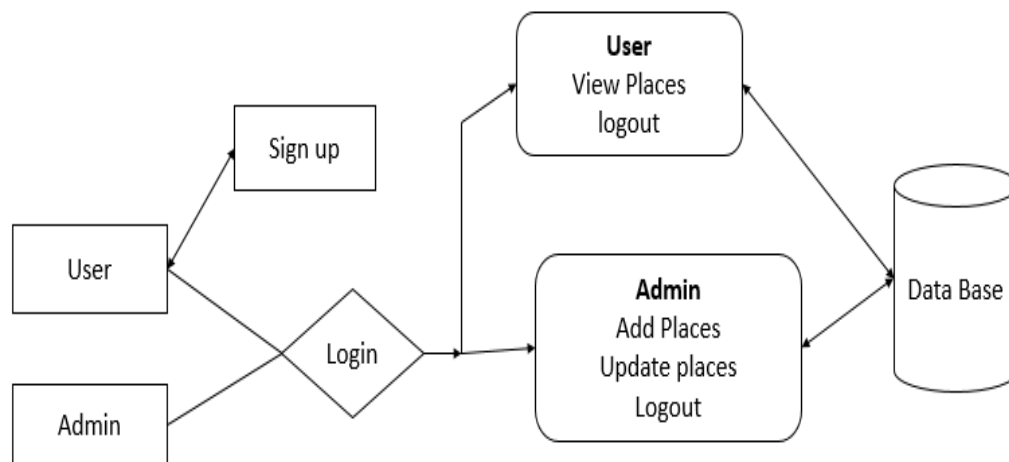 User
View Places
logout
Sign up
User
Admin
Add Places
Update places
Logout
Data Base
Login
Admin